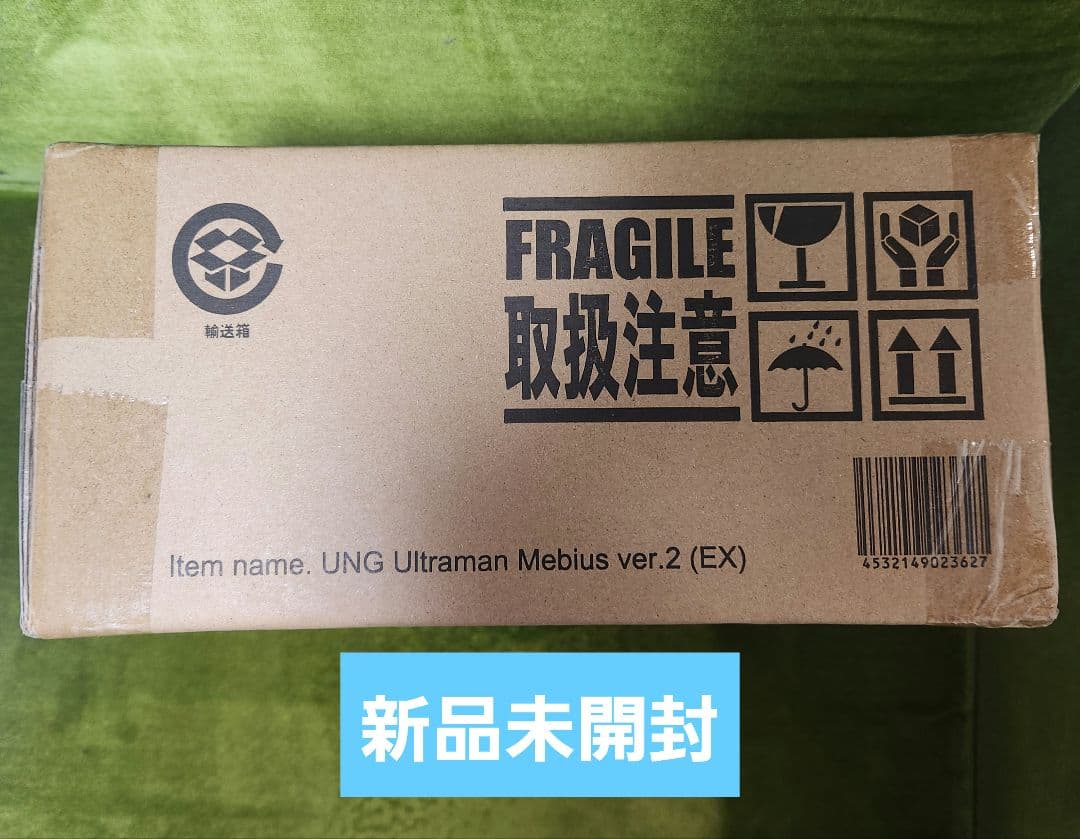 輸送箱
FRAGILE
取扱注意
Item name. UNG Ultraman Mebius ver.2 (EX)
4532149023627
新品未開封